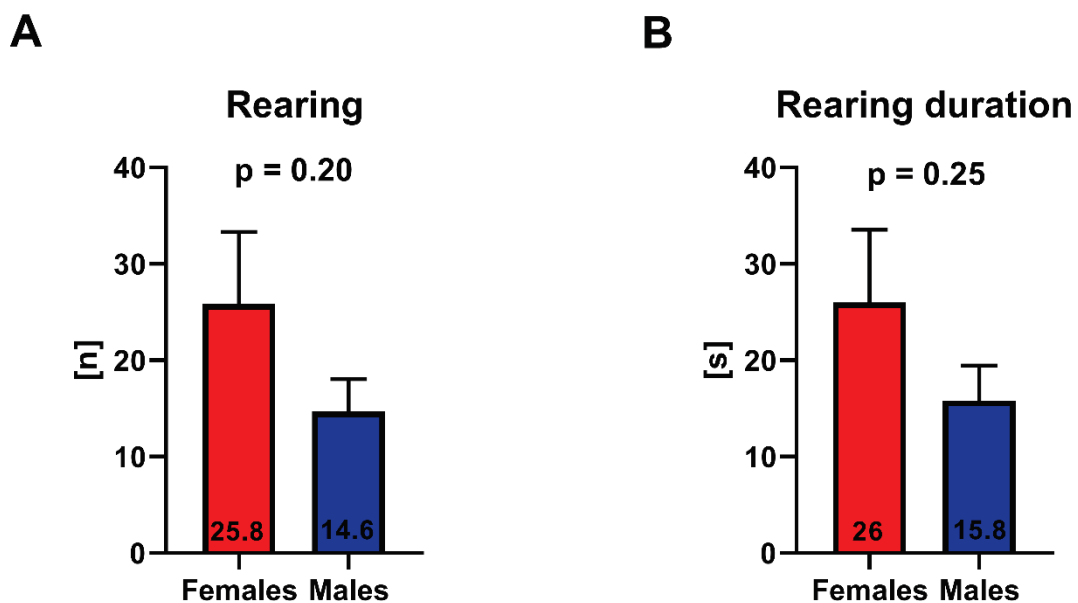 A
Rearing
p = 0.20
40
30
20
10
0
[n]
25.8
14.6
Females Males
B
Rearing duration
p = 0.25
40
30
20
10
0
[s]
26
15.8
Females Males